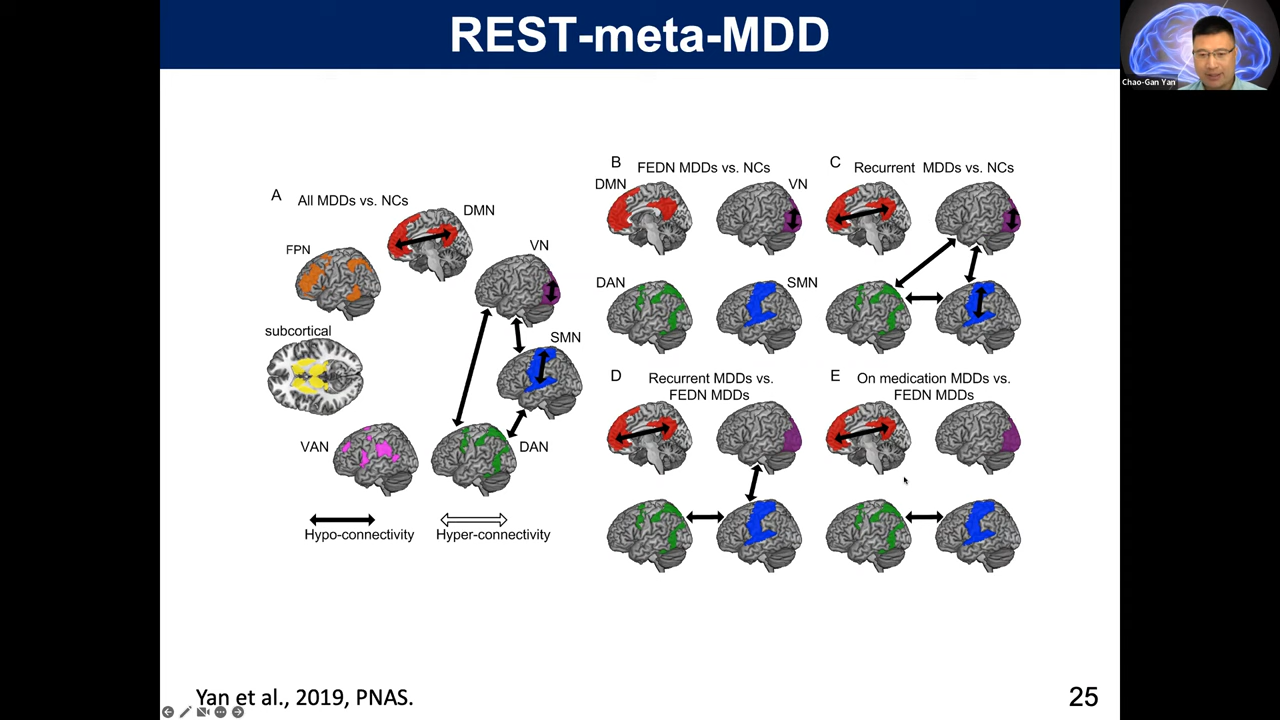 REST-meta-MDD
Chao-Gan Yan
A
All MDDs vs. NCs
DMN
FPN
VN
subcortical
SMN
VAN
DAN
Hypo-connectivity
Hyper-connectivity
B
FEDN MDDs vs. NCs
DMN
VN
DAN
SMN
C
Recurrent MDDs vs. NCs
D
Recurrent MDDs vs.
FEDN MDDs
E
On medication MDDs vs.
FEDN MDDs
Yan et al., 2019, PNAS.
25